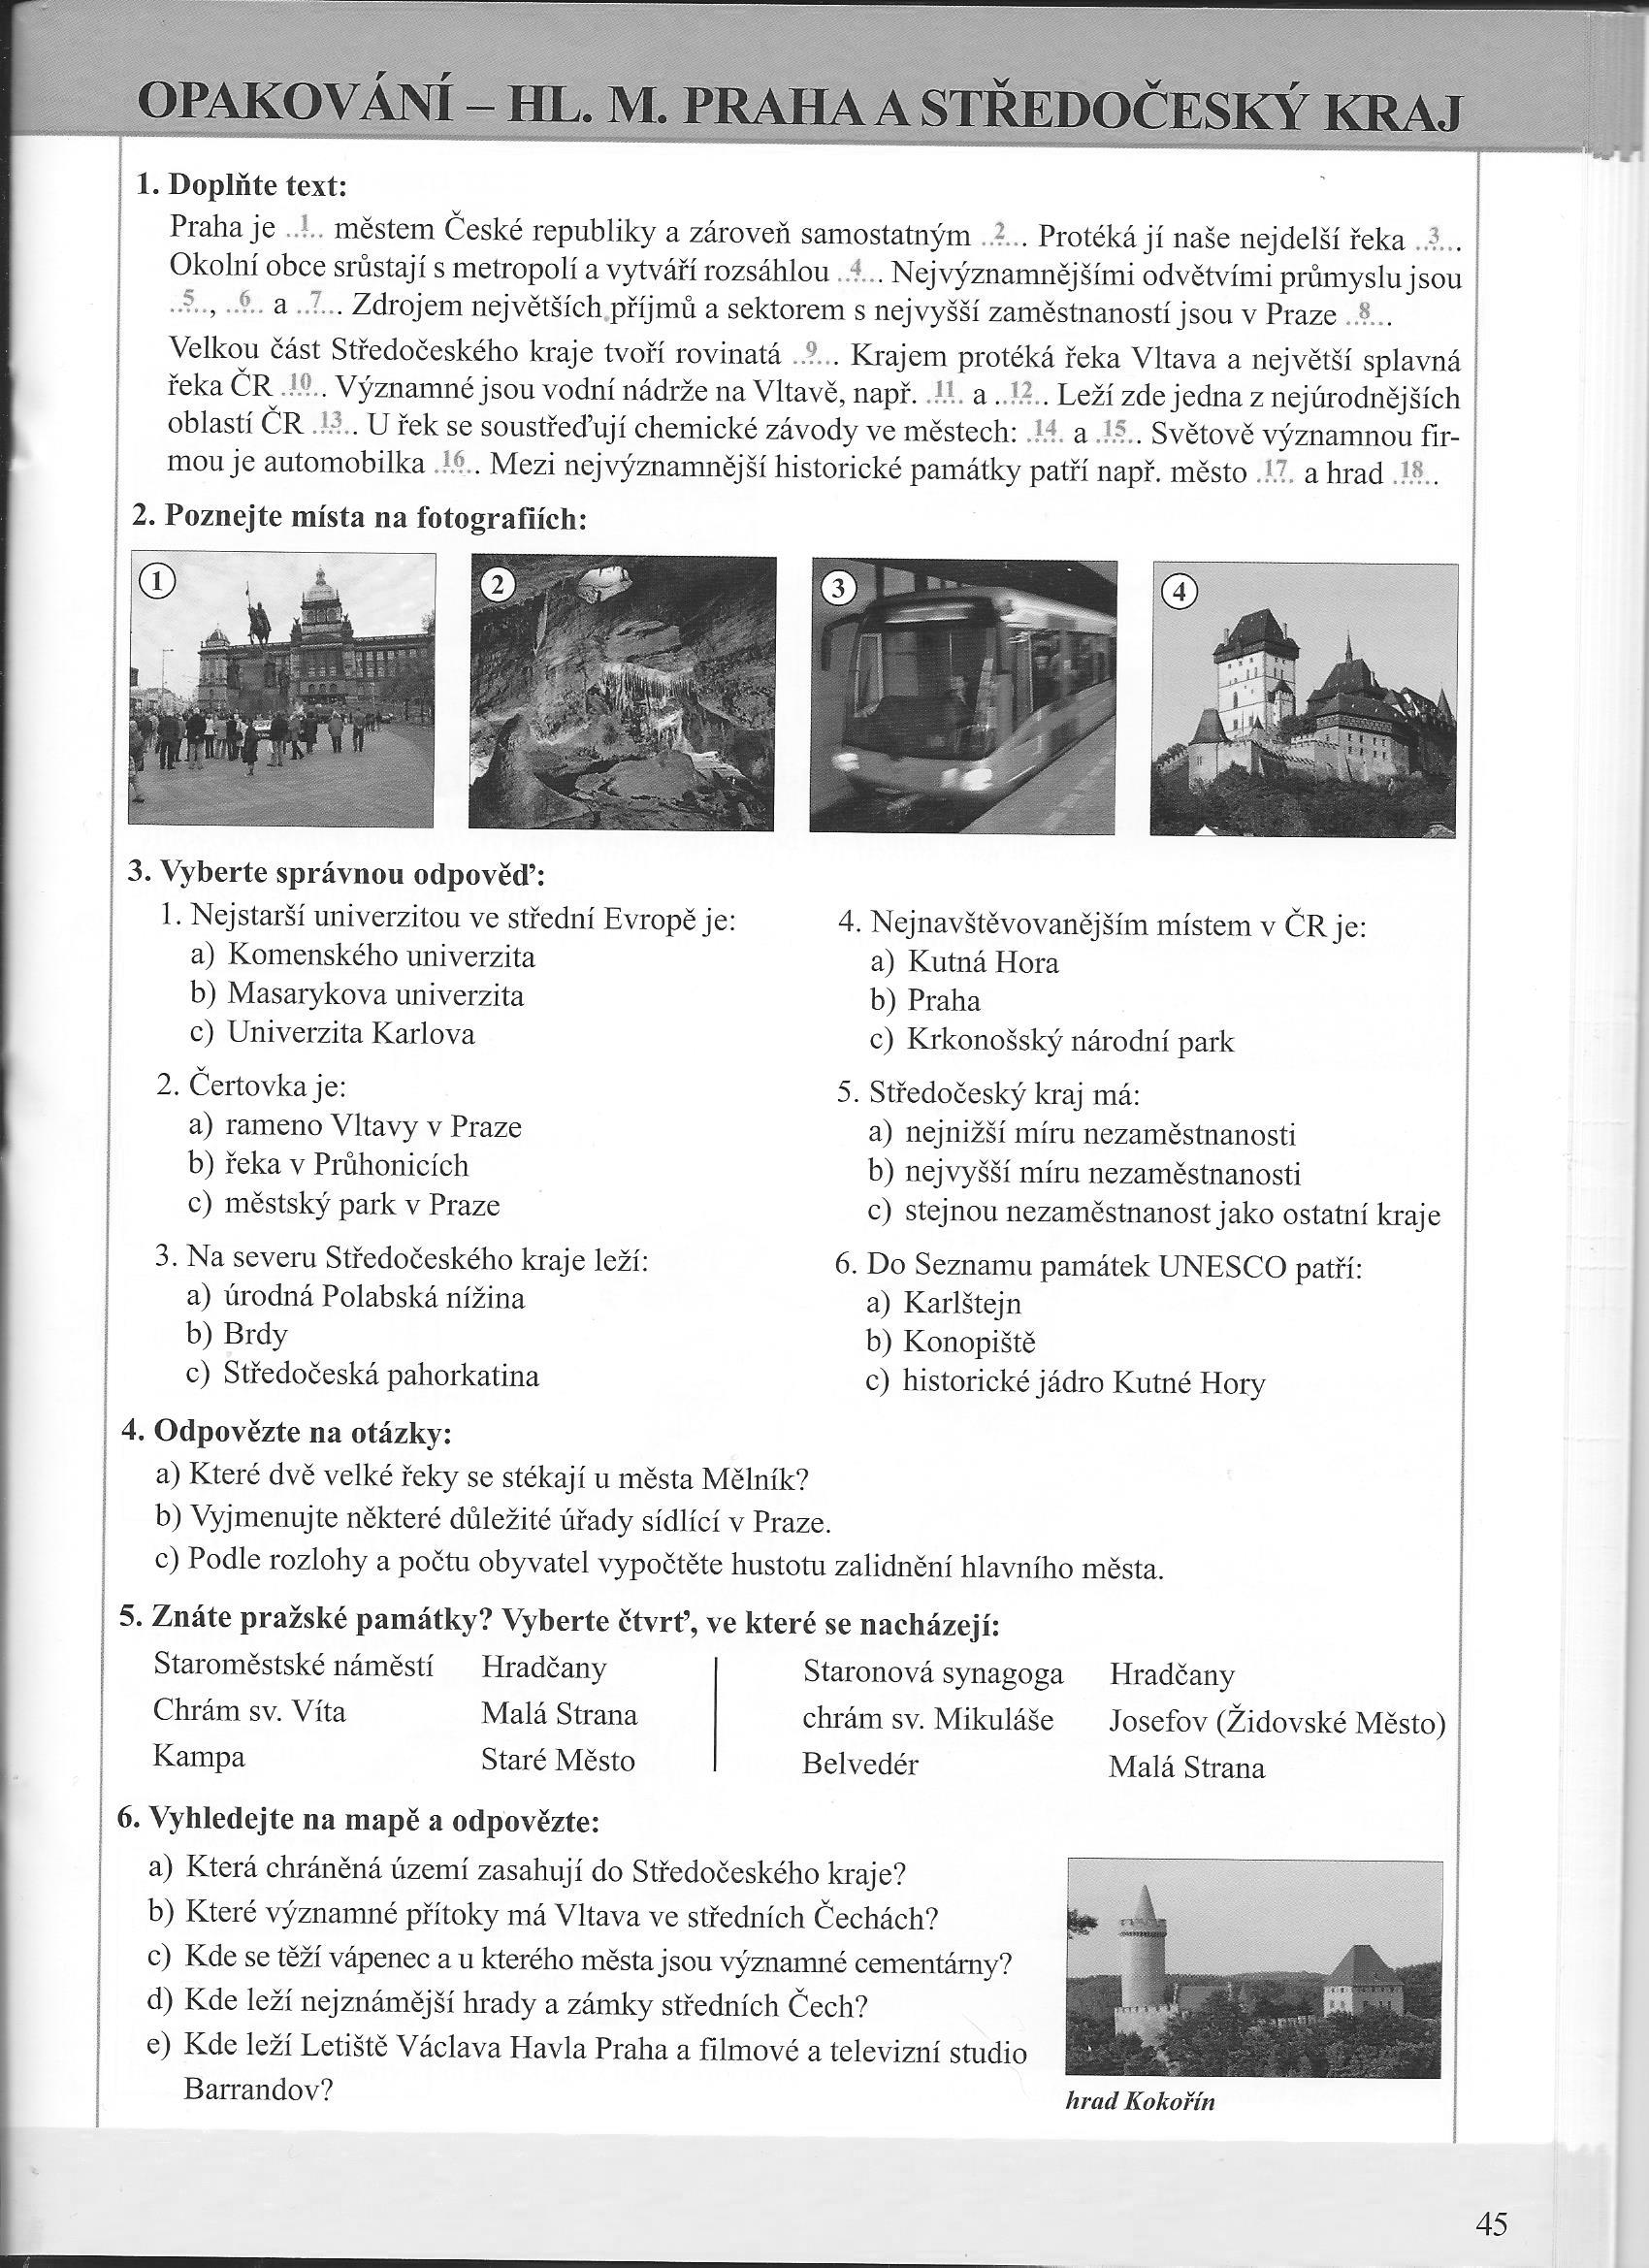 OPAKOVÁNÍ – HL. M. PRAHA A STŘEDOČESKÝ KRAJ
1. Doplňte text:
Praha je ..1.. městem České republiky a zároveň samostatným ..2... Protéká jí naše nejdelší řeka ..3...
Okolní obce srůstají s metropolí a vytváří rozsáhlou ..4... Nejvýznamnějšími odvětvími průmyslu jsou
..5.., ..6.. a ..7... Zdrojem největších příjmů a sektorem s nejvyšší zaměstnaností jsou v Praze ..8...
Velkou část Středočeského kraje tvoří rovinatá ..9... Krajem protéká řeka Vltava a největší splavná
řeka ČR ..10... Významné jsou vodní nádrže na Vltavě, např. ..11.. a ..12... Leží zde jedna z nejúrodnějších
oblastí ČR ..13... U řek se soustřeďují chemické závody ve městech: ..14.. a ..15... Světově významnou fir-
mou je automobilka ..16... Mezi nejvýznamnější historické památky patří např. město ..17.. a hrad ..18...
2. Poznejte místa na fotografiích:
1 2 3 4
3. Vyberte správnou odpověď:
1. Nejstarší univerzitou ve střední Evropě je:
a) Komenského univerzita
b) Masarykova univerzita
c) Univerzita Karlova
2. Čertovka je:
a) rameno Vltavy v Praze
b) řeka v Průhonicích
c) městský park v Praze
3. Na severu Středočeského kraje leží:
a) úrodná Polabská nížina
b) Brdy
c) Středočeská pahorkatina
4. Nejnavštěvovanějším místem v ČR je:
a) Kutná Hora
b) Praha
c) Krkonošský národní park
5. Středočeský kraj má:
a) nejnižší míru nezaměstnanosti
b) nejvyšší míru nezaměstnanosti
c) stejnou nezaměstnanost jako ostatní kraje
6. Do Seznamu památek UNESCO patří:
a) Karlštejn
b) Konopiště
c) historické jádro Kutné Hory
4. Odpovězte na otázky:
a) Které dvě velké řeky se stékají u města Mělník?
b) Vyjmenujte některé důležité úřady sídlící v Praze.
c) Podle rozlohy a počtu obyvatel vypočtěte hustotu zalidnění hlavního města.
5. Znáte pražské památky? Vyberte čtvrť, ve které se nacházejí:
Staroměstské náměstí Hradčany
Chrám sv. Víta Malá Strana
Kampa Staré Město
Staronová synagoga Hradčany
chrám sv. Mikuláše Josefov (Židovské Město)
Belvedér Malá Strana
6. Vyhledejte na mapě a odpovězte:
a) Která chráněná území zasahují do Středočeského kraje?
b) Které významné přítoky má Vltava ve středních Čechách?
c) Kde se těží vápenec a u kterého města jsou významné cementárny?
d) Kde leží nejznámější hrady a zámky středních Čech?
e) Kde leží Letiště Václava Havla Praha a filmové a televizní studio
Barrandov?
hrad Kokořín
45